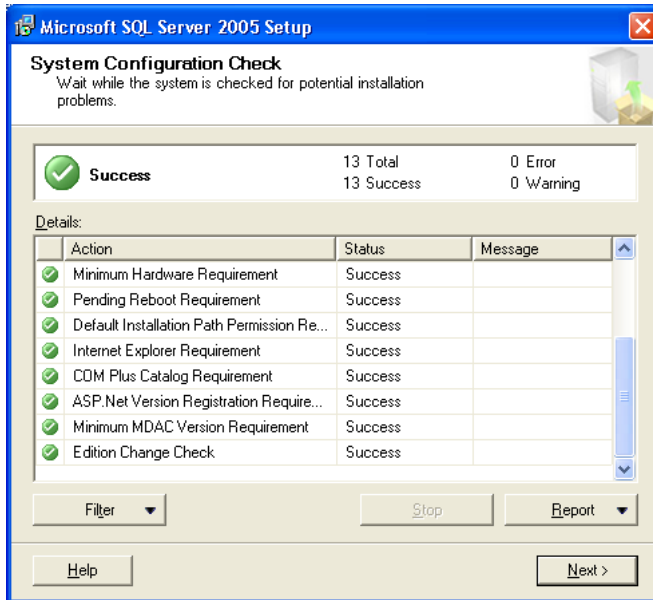 Microsoft SQL Server 2005 Setup
System Configuration Check
Wait while the system is checked for potential installation
problems.
Success
13 Total
0 Error
13 Success
0 Warning
Details:
Action Status Message
Minimum Hardware Requirement Success
Pending Reboot Requirement Success
Default Installation Path Permission Re... Success
Internet Explorer Requirement Success
COM Plus Catalog Requirement Success
ASP.Net Version Registration Require... Success
Minimum MDAC Version Requirement Success
Edition Change Check Success
Filter Stop Report
Help Next >